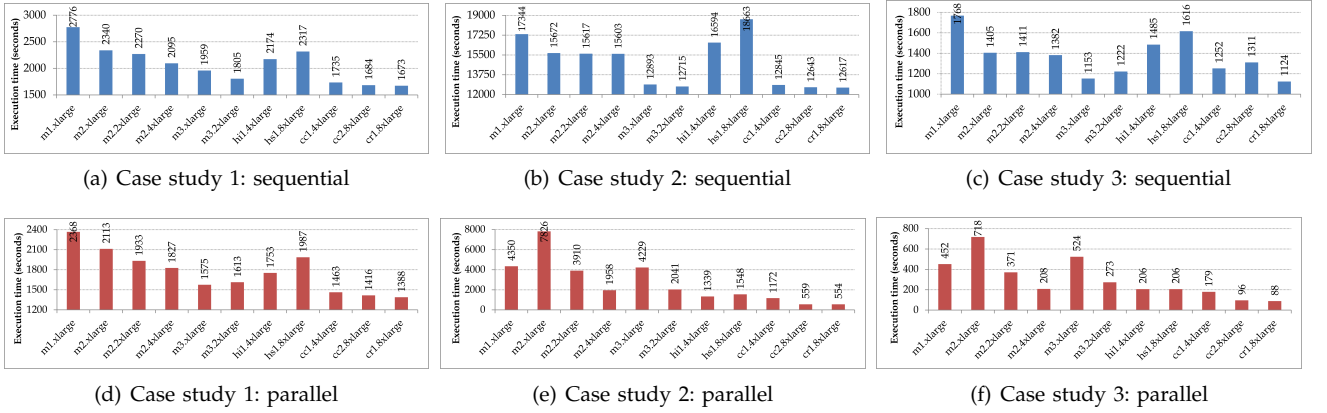 Execution time (seconds)
3000
2500
2000
1500
2776
2340
2270
2095
1959
1805
2174
2317
1735
1684
1673
m1.xlarge
m2.xlarge
m2.2xlarge
m2.4xlarge
m3.xlarge
m3.2xlarge
hi1.4xlarge
hs1.8xlarge
cc1.4xlarge
cc2.8xlarge
cr1.8xlarge
(a) Case study 1: sequential
Execution time (seconds)
19000
17250
15500
13750
12000
17344
15672
15617
15603
12893
12715
16594
18663
12845
12643
12617
m1.xlarge
m2.xlarge
m2.2xlarge
m2.4xlarge
m3.xlarge
m3.2xlarge
hi1.4xlarge
hs1.8xlarge
cc1.4xlarge
cc2.8xlarge
cr1.8xlarge
(b) Case study 2: sequential
Execution time (seconds)
1800
1600
1400
1200
1000
1768
1405
1411
1382
1153
1222
1485
1616
1252
1311
1124
m1.xlarge
m2.xlarge
m2.2xlarge
m2.4xlarge
m3.xlarge
m3.2xlarge
hi1.4xlarge
hs1.8xlarge
cc1.4xlarge
cc2.8xlarge
cr1.8xlarge
(c) Case study 3: sequential
Execution time (seconds)
2400
2100
1800
1500
1200
2368
2113
1933
1827
1575
1613
1753
1987
1463
1416
1388
m1.xlarge
m2.xlarge
m2.2xlarge
m2.4xlarge
m3.xlarge
m3.2xlarge
hi1.4xlarge
hs1.8xlarge
cc1.4xlarge
cc2.8xlarge
cr1.8xlarge
(d) Case study 1: parallel
Execution time (seconds)
8000
6000
4000
2000
0
4350
7826
3910
1958
4229
2041
1339
1548
1172
559
554
m1.xlarge
m2.xlarge
m2.2xlarge
m2.4xlarge
m3.xlarge
m3.2xlarge
hi1.4xlarge
hs1.8xlarge
cc1.4xlarge
cc2.8xlarge
cr1.8xlarge
(e) Case study 2: parallel
Execution time (seconds)
800
600
400
200
0
452
718
371
208
524
273
206
206
179
96
88
m1.xlarge
m2.xlarge
m2.2xlarge
m2.4xlarge
m3.xlarge
m3.2xlarge
hi1.4xlarge
hs1.8xlarge
cc1.4xlarge
cc2.8xlarge
cr1.8xlarge
(f) Case study 3: parallel